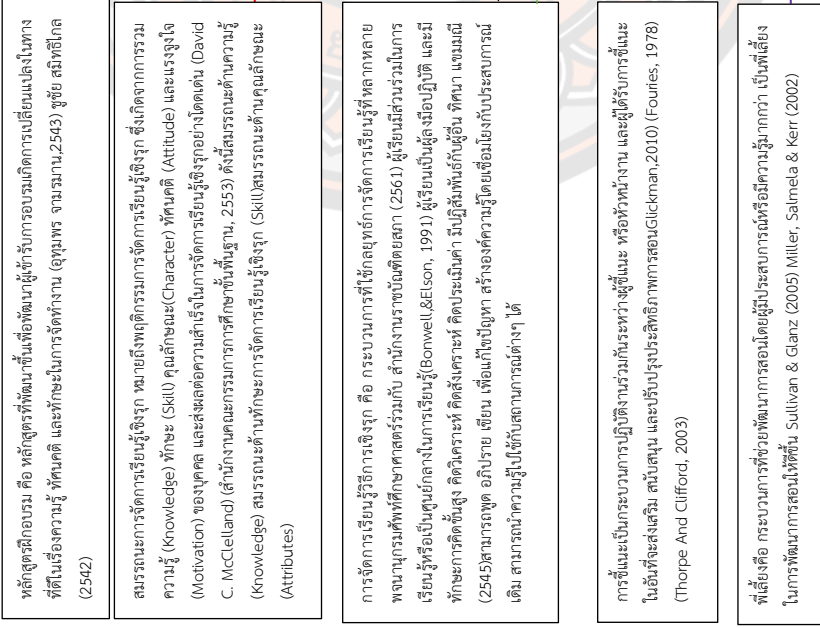 หลักสูตรฝึกอบรม คือ หลักสูตรที่พัฒนาขึ้นเพื่อพัฒนาผู้เข้ารับการอบรมเกิดการเปลี่ยนแปลงในทาง
ที่ดีในเรื่องความรู้ ทัศนคติ และทักษะในการจัดทำงาน (อุทุมพร จามรมาน,2543) ชูชัย สมิทธิไกล
(2542)
สมรรถนะการจัดการเรียนรู้เชิงรุก หมายถึงพฤติกรรมการจัดการเรียนรู้เชิงรุก ซึ่งเกิดจากการรวม
ความรู้ (Knowledge) ทักษะ (Skill) คุณลักษณะ(Character) ทัศนคติ (Attitude) และแรงจูงใจ
(Motivation) ของบุคคล และส่งผลต่อความสำเร็จในการจัดการเรียนรู้เชิงรุกอย่างโดดเด่น (David
C. McClelland) (สำนักงานคณะกรรมการการศึกษาขั้นพื้นฐาน, 2553) ดังนี้สมรรถนะด้านความรู้
(Knowledge) สมรรถนะด้านทักษะการจัดการเรียนรู้เชิงรุก (Skill)สมรรถนะด้านคุณลักษณะ
(Attributes)
การจัดการเรียนรู้วิธีการเชิงรุก คือ กระบวนการที่ใช้กลยุทธ์การจัดการเรียนรู้ที่หลากหลาย
พจนานุกรมศัพท์ศึกษาศาสตร์ร่วมกับ สำนักงานราชบัณฑิตยสภา (2561) ผู้เรียนมีส่วนร่วมในการ
เรียนรู้หรือเป็นศูนย์กลางในการเรียนรู้(Bonwell,&Elson, 1991) ผู้เรียนเป็นผู้ลงมือปฏิบัติ และมี
ทักษะการคิดขั้นสูง คิดวิเคราะห์ คิดสังเคราะห์ คิดประเมินค่า มีปฏิสัมพันธ์กับผู้อื่น ทิศนา แขมมณี
(2545)สามารถพูด อภิปราย เขียน เพื่อแก้ไขปัญหา สร้างองค์ความรู้โดยเชื่อมโยงกับประสบการณ์
เดิม สามารถนำความรู้ไปใช้กับสถานการณ์ต่างๆ ได้
การชี้แนะเป็นกระบวนการปฏิบัติงานร่วมกันระหว่างผู้ชี้แนะ หรือหัวหน้างาน และผู้ได้รับการชี้แนะ
ในอันที่จะส่งเสริม สนับสนุน และปรับปรุงประสิทธิภาพการสอนGlickman,2010) (Fouries, 1978)
(Thorpe And Clifford, 2003)
พี่เลี้ยงคือ กระบวนการที่ช่วยพัฒนาการสอนโดยผู้มีประสบการณ์หรือมีความรู้มากกว่า เป็นพี่เลี้ยง
ในการพัฒนาการสอนให้ดีขึ้น Sullivan & Glanz (2005) Miller, Salmela & Kerr (2002)